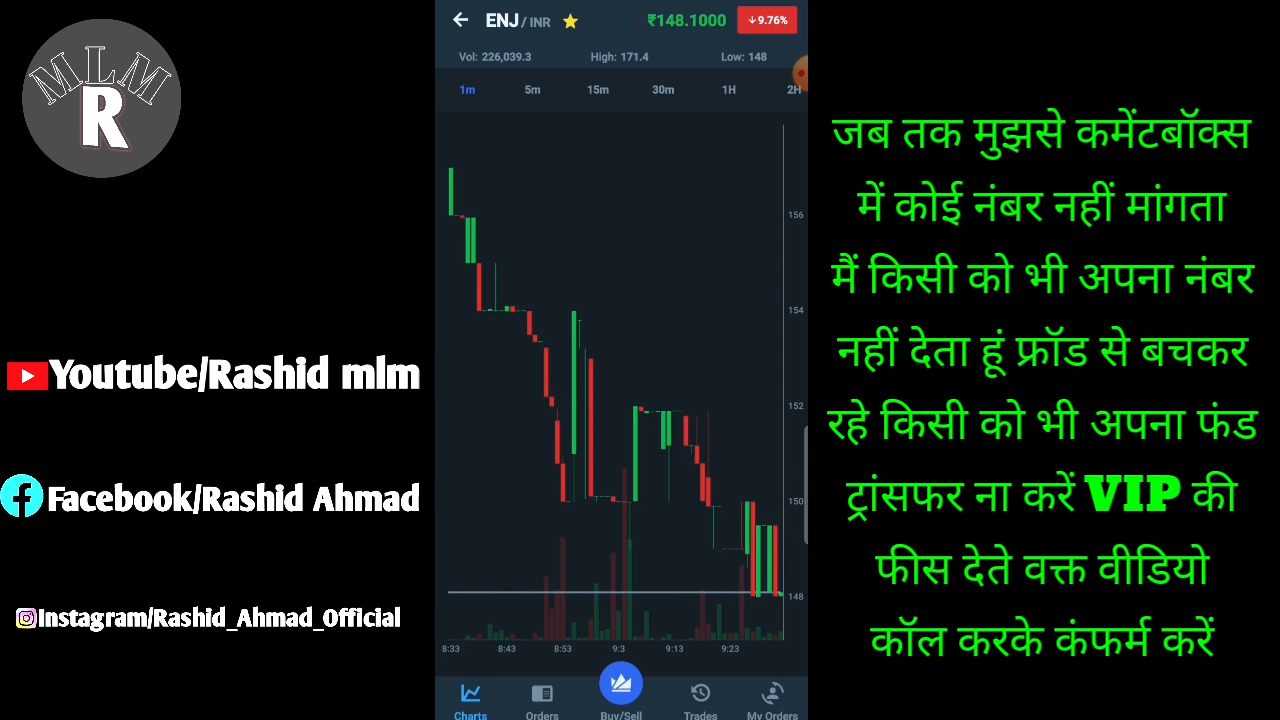 MLM
R
Youtube/Rashid mlm
Facebook/Rashid Ahmad
Instagram/Rashid_Ahmad_Official
ENJ/ INR
₹148.1000
↓9.76%
Vol: 226,039.3
High: 171.4
Low: 148
1m 5m 15m 30m 1H 2H
156
154
152
150
148
8:33 8:43 8:53 9:3 9:13 9:23
Charts Orders Buy/Sell Trades My Orders
जब तक मुझसे कमेंटबॉक्स
में कोई नंबर नहीं मांगता
मैं किसी को भी अपना नंबर
नहीं देता हूं फ्रॉड से बचकर
रहे किसी को भी अपना फंड
ट्रांसफर ना करें VIP की
फीस देते वक्त वीडियो
कॉल करके कंफर्म करें